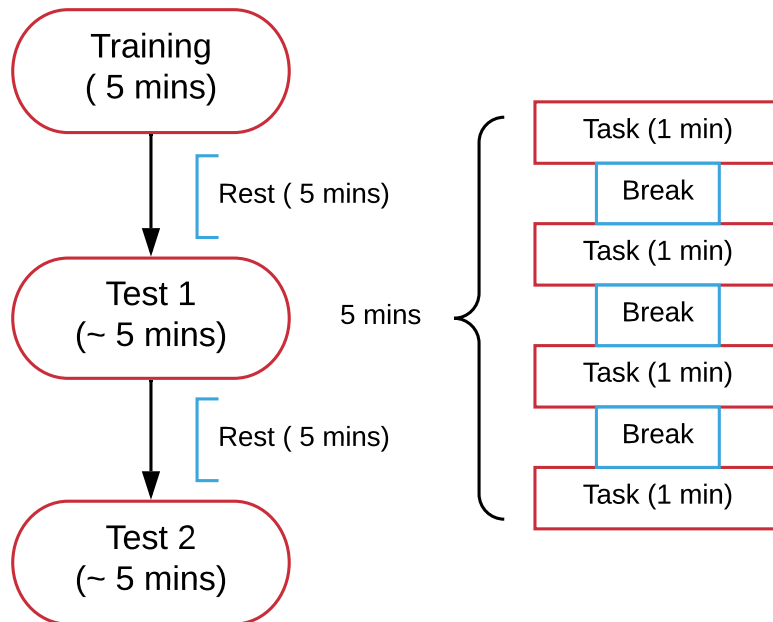 Training
( 5 mins)
Rest ( 5 mins)
Test 1
(~ 5 mins)
Rest ( 5 mins)
Test 2
(~ 5 mins)
5 mins
Task (1 min)
Break
Task (1 min)
Break
Task (1 min)
Break
Task (1 min)